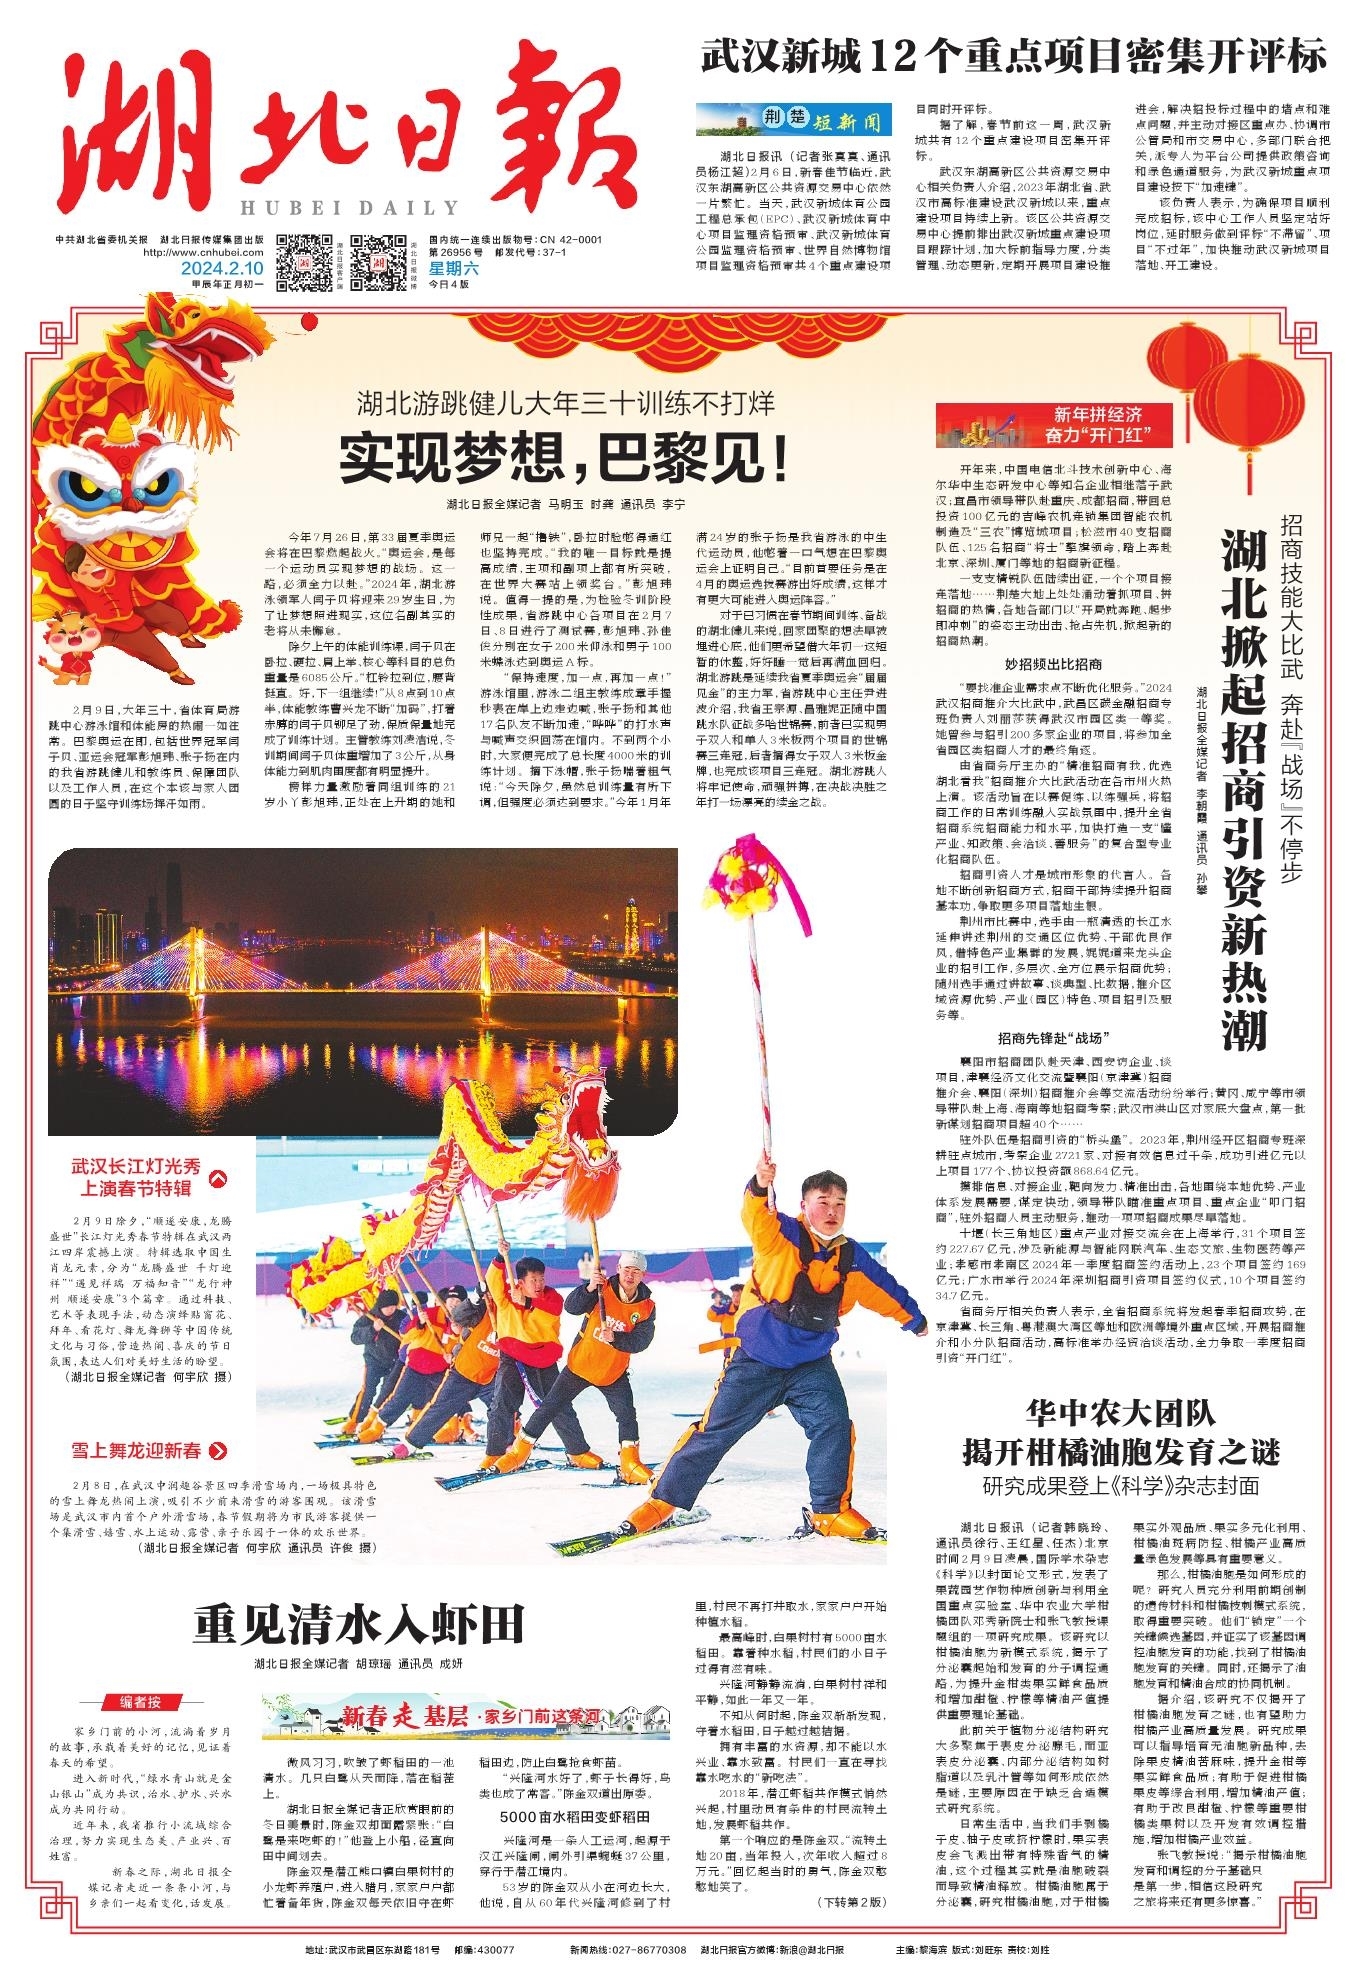 湖北日報
HUBEI DAILY
中共湖北省委机关报 湖北日报传媒集团出版
http://www.cnhubei.com
2024.2.10
甲辰年正月初一
湖北日报客户端
湖北日报微博
国内统一连续出版物号：CN 42-0001
第26956号 邮发代号：37-1
星期六
今日4版
武汉新城12个重点项目密集开评标
荆楚短新闻
湖北日报讯（记者张真真、通讯
员杨江超）2月6日，新春佳节临近，武
汉东湖高新区公共资源交易中心依然
一片繁忙。当天，武汉新城体育公园
工程总承包（EPC）、武汉新城体育中
心项目监理资格预审、武汉新城体育
公园监理资格预审、世界自然博物馆
项目监理资格预审共4个重点建设项
目同时开评标。
据了解，春节前这一周，武汉新
城共有12个重点建设项目密集开评
标。
武汉东湖高新区公共资源交易中
心相关负责人介绍，2023年湖北省、武
汉市高标准建设武汉新城以来，重点
建设项目持续上新。该区公共资源交
易中心提前排出武汉新城重点建设项
目跟踪计划，加大标前指导力度，分类
管理、动态更新，定期开展项目建设推
进会，解决招投标过程中的堵点和难
点问题，并主动对接区重点办、协调市
公管局和市交易中心，多部门联合把
关，派专人为平台公司提供政策咨询
和绿色通道服务，为武汉新城重点项
目建设按下“加速键”。
该负责人表示，为确保项目顺利
完成招标，该中心工作人员坚定站好
岗位，延时服务做到评标“不滞留”、项
目“不过年”，加快推动武汉新城项目
落地、开工建设。
湖北游跳健儿大年三十训练不打烊
实现梦想，巴黎见！
湖北日报全媒记者 马明玉 时龚 通讯员 李宁
2月9日，大年三十，省体育局游
跳中心游泳馆和体能房的热闹一如往
常。巴黎奥运在即，包括世界冠军闫
子贝、亚运会冠军彭旭玮、张子扬在内
的我省游跳健儿和教练员、保障团队
以及工作人员，在这个本该与家人团
圆的日子坚守训练场挥汗如雨。
今年7月26日，第33届夏季奥运
会将在巴黎燃起战火。“奥运会，是每
一个运动员实现梦想的战场。这一
路，必须全力以赴。”2024年，湖北游
泳领军人闫子贝将迎来29岁生日，为
了让梦想照进现实，这位名副其实的
老将从未懈怠。
除夕上午的体能训练课，闫子贝在
卧拉、硬拉、肩上举、核心等科目的总负
重量是6085公斤。“杠铃拉到位，腰背
挺直。好，下一组继续！”从8点到10点
半，体能教练曹兴龙不断“加码”，打着
赤膊的闫子贝铆足了劲，保质保量地完
成了训练计划。主管教练刘凌洁说，冬
训期间闫子贝体重增加了3公斤，从身
体能力到肌肉围度都有明显提升。
榜样力量激励着同组训练的21
岁小丫彭旭玮，正处在上升期的她和
师兄一起“撸铁”，卧拉时脸憋得通红
也坚持完成。“我的唯一目标就是提
高成绩，主项和副项上都有所突破，
在世界大赛站上领奖台。”彭旭玮
说。值得一提的是，为检验冬训阶段
性成果，省游跳中心各项目在2月7
日、8日进行了测试赛，彭旭玮、孙佳
俊分别在女子200米仰泳和男子100
米蝶泳达到奥运A标。
“保持速度，加一点，再加一点！”
游泳馆里，游泳二组主教练成章手握
秒表在岸上边走边喊，张子扬和其他
17名队友不断加速，“哗哗”的打水声
与喊声交织回荡在馆内。不到两个小
时，大家便完成了总长度4000米的训
练计划。摘下泳帽，张子扬喘着粗气
说：“今天除夕，虽然总训练量有所下
调，但强度必须达到要求。”今年1月年
满24岁的张子扬是我省游泳的中生
代运动员，他憋着一口气想在巴黎奥
运会上证明自己。“目前首要任务是在
4月的奥运选拔赛游出好成绩，这样才
有更大可能进入奥运阵容。”
对于已习惯在春节期间训练、备战
的湖北健儿来说，回家团聚的想法早被
埋进心底，他们更希望借大年初一这短
暂的休整，好好睡一觉后再满血回归。
湖北游跳是延续我省夏季奥运会“届届
见金”的主力军，省游跳中心主任尹进
波介绍，我省王宗源、昌雅妮正随中国
跳水队征战多哈世锦赛，前者已实现男
子双人和单人3米板两个项目的世锦
赛三连冠，后者摘得女子双人3米板金
牌，也完成该项目三连冠。湖北游跳人
将牢记使命，顽强拼搏，在决战决胜之
年打一场漂亮的续金之战。
新年拼经济
奋力“开门红”
招商技能大比武 奔赴『战场』不停步
湖北掀起招商引资新热潮
湖北日报全媒记者 李朝霞 通讯员 孙攀
开年来，中国电信北斗技术创新中心、海
尔华中生态研发中心等知名企业相继落子武
汉；宜昌市领导带队赴重庆、成都招商，带回总
投资100亿元的吉峰农机连锁集团智能农机
制造及“三农”博览城项目；松滋市40支招商
队伍、125名招商“将士”擎旗领命，踏上奔赴
北京、深圳、厦门等地的招商新征程。
一支支精锐队伍陆续出征，一个个项目接
连落地……荆楚大地上处处涌动着抓项目、拼
招商的热情，各地各部门以“开局就奔跑、起步
即冲刺”的姿态主动出击、抢占先机，掀起新的
招商热潮。
妙招频出比招商
“要找准企业需求点不断优化服务。”2024
武汉招商推介大比武中，武昌区碳金融招商专
班负责人刘丽莎获得武汉市园区类一等奖。
她曾参与招引200多家企业的项目，将参加全
省园区类招商人才的最终角逐。
由省商务厅主办的“精准招商有我，优选
湖北看我”招商推介大比武活动在各市州火热
上演。该活动旨在以赛促练、以练强兵，将招
商工作的日常训练融入实战氛围中，提升全省
招商系统招商能力和水平，加快打造一支“懂
产业、知政策、会洽谈、善服务”的复合型专业
化招商队伍。
招商引资人才是城市形象的代言人。各
地不断创新招商方式，招商干部持续提升招商
基本功，争取更多项目落地生根。
荆州市比赛中，选手由一瓶清透的长江水
延伸讲述荆州的交通区位优势、干部优良作
风，借特色产业集群的发展，娓娓道来龙头企
业的招引工作，多层次、全方位展示招商优势；
随州选手通过讲故事、谈典型、比数据，推介区
域资源优势、产业（园区）特色、项目招引及服
务等。
招商先锋赴“战场”
襄阳市招商团队赴天津、西安访企业、谈
项目，津襄经济文化交流暨襄阳（京津冀）招商
推介会、襄阳（深圳）招商推介会等交流活动纷纷举行；黄冈、咸宁等市领
导带队赴上海、海南等地招商考察；武汉市洪山区对家底大盘点，第一批
新谋划招商项目超40个……
驻外队伍是招商引资的“桥头堡”。2023年，荆州经开区招商专班深
耕驻点城市，考察企业2721家、对接有效信息过千条，成功引进亿元以
上项目177个、协议投资额868.64亿元。
摸排信息、对接企业，靶向发力、精准出击，各地围绕本地优势、产业
体系发展需要，谋定快动，领导带队瞄准重点项目、重点企业“叩门招
商”，驻外招商人员主动服务，推动一项项招商成果尽早落地。
十堰（长三角地区）重点产业对接交流会在上海举行，31个项目签
约227.67亿元，涉及新能源与智能网联汽车、生态文旅、生物医药等产
业；孝感市孝南区2024年一季度招商签约活动上，23个项目签约169
亿元；广水市举行2024年深圳招商引资项目签约仪式，10个项目签约
34.7亿元。
省商务厅相关负责人表示，全省招商系统将发起春季招商攻势，在
京津冀、长三角、粤港澳大湾区等地和欧洲等境外重点区域，开展招商推
介和小分队招商活动，高标准举办经贸洽谈活动，全力争取一季度招商
引资“开门红”。
武汉长江灯光秀
上演春节特辑
2月9日除夕，“顺遂安康，龙腾
盛世”长江灯光秀春节特辑在武汉两
江四岸震撼上演。特辑选取中国生
肖龙元素，分为“龙腾盛世 千灯迎
祥”“遇见祥瑞 万福知音”“龙行神
州 顺遂安康”3个篇章。通过科技、
艺术等表现手法，动态演绎贴窗花、
拜年、看花灯、舞龙舞狮等中国传统
文化与习俗，营造热闹、喜庆的节日
氛围，表达人们对美好生活的盼望。
（湖北日报全媒记者 何宇欣 摄）
雪上舞龙迎新春
2月8日，在武汉中润趣谷景区四季滑雪场内，一场极具特色
的雪上舞龙热闹上演，吸引不少前来滑雪的游客围观。该滑雪
场是武汉市内首个户外滑雪场，春节假期将为市民游客提供一
个集滑雪、嬉雪、水上运动、露营、亲子乐园于一体的欢乐世界。
（湖北日报全媒记者 何宇欣 通讯员 许俊 摄）
华中农大团队
揭开柑橘油胞发育之谜
研究成果登上《科学》杂志封面
湖北日报讯（记者韩晓玲、
通讯员徐行、王红星、任杰）北京
时间2月9日凌晨，国际学术杂志
《科学》以封面论文形式，发表了
果蔬园艺作物种质创新与利用全
国重点实验室、华中农业大学柑
橘团队邓秀新院士和张飞教授课
题组的一项研究成果。该研究以
柑橘油胞为新模式系统，揭示了
分泌囊起始和发育的分子调控通
路，为提升金柑类果实鲜食品质
和增加甜橙、柠檬等精油产值提
供重要理论基础。
此前关于植物分泌结构研究
大多聚焦于表皮分泌腺毛，而亚
表皮分泌囊、内部分泌结构如树
脂道以及乳汁管等如何形成依然
是谜，主要原因在于缺乏合适模
式研究系统。
日常生活中，当我们手剥橘
子皮、柚子皮或挤柠檬时，果实表
皮会飞溅出带有特殊香气的精
油，这个过程其实就是油胞破裂
而导致精油释放。柑橘油胞属于
分泌囊，研究柑橘油胞，对于柑橘
果实外观品质、果实多元化利用、
柑橘油斑病防控、柑橘产业高质
量绿色发展等具有重要意义。
那么，柑橘油胞是如何形成的
呢？研究人员充分利用前期创制
的遗传材料和柑橘枝刺模式系统，
取得重要突破。他们“锁定”一个
关键候选基因，并证实了该基因调
控油胞发育的功能，找到了柑橘油
胞发育的关键。同时，还揭示了油
胞发育和精油合成的协同机制。
据介绍，该研究不仅揭开了
柑橘油胞发育之谜，也有望助力
柑橘产业高质量发展。研究成果
可以指导培育无油胞新品种，去
除果皮精油苦麻味，提升金柑等
果实鲜食品质；有助于促进柑橘
果皮等综合利用，增加精油产值；
有助于改良甜橙、柠檬等重要柑
橘类果树以及开发有效调控措
施，增加柑橘产业效益。
张飞教授说：“揭示柑橘油胞
发育和调控的分子基础只
是第一步，相信这段研究
之旅将来还有更多惊喜。”
重见清水入虾田
湖北日报全媒记者 胡琼瑶 通讯员 成妍
编者按
家乡门前的小河，流淌着岁月
的故事，承载着美好的记忆，见证着
春天的希望。
进入新时代，“绿水青山就是金
山银山”成为共识，治水、护水、兴水
成为共同行动。
近年来，我省推行小流域综合
治理，努力实现生态美、产业兴、百
姓富。
新春之际，湖北日报全
媒记者走近一条条小河，与
乡亲们一起看变化，话发展。
新春走基层·家乡门前这条河
微风习习，吹皱了虾稻田的一池
清水。几只白鹭从天而降，落在稻茬
上。
湖北日报全媒记者正欣赏眼前的
冬日美景时，陈金双却面露紧张：“白
鹭是来吃虾的！”他登上小船，径直向
田中间划去。
陈金双是潜江熊口镇白果树村的
小龙虾养殖户，进入腊月，家家户户都
忙着备年货，陈金双每天依旧守在虾
稻田边，防止白鹭抢食虾苗。
“兴隆河水好了，虾子长得好，鸟
类也成了常客。”陈金双道出原委。
5000亩水稻田变虾稻田
兴隆河是一条人工运河，起源于
汉江兴隆闸，闸外引渠蜿蜒37公里，
穿行于潜江境内。
53岁的陈金双从小在河边长大，
他说，自从60年代兴隆河修到了村
里，村民不再打井取水，家家户户开始
种植水稻。
最高峰时，白果树村有5000亩水
稻田。靠着种水稻，村民们的小日子
过得有滋有味。
兴隆河静静流淌，白果树村祥和
平静，如此一年又一年。
不知从何时起，陈金双渐渐发现，
守着水稻田，日子越过越拮据。
拥有丰富的水资源，却不能以水
兴业、靠水致富。村民们一直在寻找
靠水吃水的“新吃法”。
2018年，潜江虾稻共作模式悄然
兴起，村里动员有条件的村民流转土
地，发展虾稻共作。
第一个响应的是陈金双。“流转土
地20亩，当年投入，次年收入超过8
万元。”回忆起当时的勇气，陈金双憨
憨地笑了。
（下转第2版）
地址：武汉市武昌区东湖路181号 邮编：430077 新闻热线：027-86770308 湖北日报官方微博：新浪@湖北日报 主编：黎海滨 版式：刘旺东 责校：刘胜